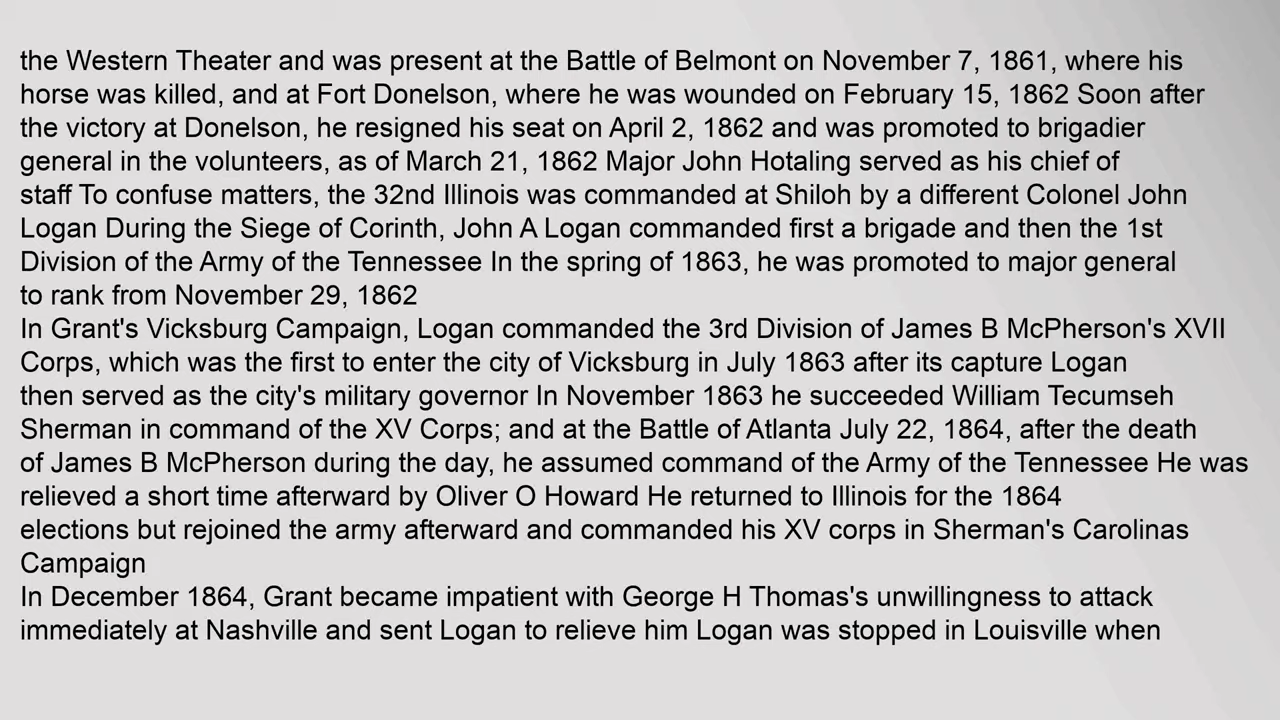 the Western Theater and was present at the Battle of Belmont on November 7, 1861, where his
horse was killed, and at Fort Donelson, where he was wounded on February 15, 1862 Soon after
the victory at Donelson, he resigned his seat on April 2, 1862 and was promoted to brigadier
general in the volunteers, as of March 21, 1862 Major John Hotaling served as his chief of
staff To confuse matters, the 32nd Illinois was commanded at Shiloh by a different Colonel John
Logan During the Siege of Corinth, John A Logan commanded first a brigade and then the 1st
Division of the Army of the Tennessee In the spring of 1863, he was promoted to major general
to rank from November 29, 1862
In Grant's Vicksburg Campaign, Logan commanded the 3rd Division of James B McPherson's XVII
Corps, which was the first to enter the city of Vicksburg in July 1863 after its capture Logan
then served as the city's military governor In November 1863 he succeeded William Tecumseh
Sherman in command of the XV Corps; and at the Battle of Atlanta July 22, 1864, after the death
of James B McPherson during the day, he assumed command of the Army of the Tennessee He was
relieved a short time afterward by Oliver O Howard He returned to Illinois for the 1864
elections but rejoined the army afterward and commanded his XV corps in Sherman's Carolinas
Campaign
In December 1864, Grant became impatient with George H Thomas's unwillingness to attack
immediately at Nashville and sent Logan to relieve him Logan was stopped in Louisville when